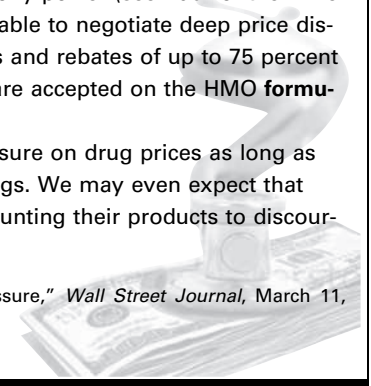 able to negotiate deep price dis-
s and rebates of up to 75 percent
are accepted on the HMO formu-
sure on drug prices as long as
gs. We may even expect that
unting their products to discour-
ssure," Wall Street Journal, March 11,